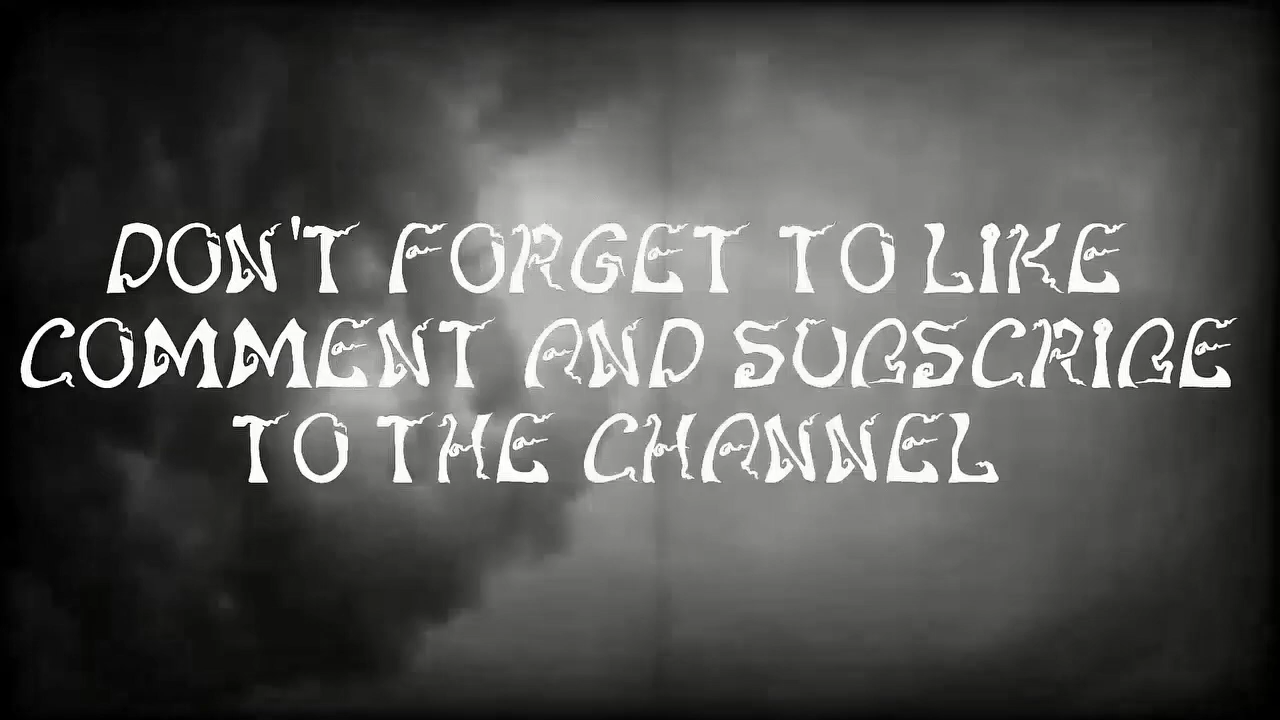 DON'T FORGET TO LIKE
COMMENT AND SUBSCRIBE
TO THE CHANNEL